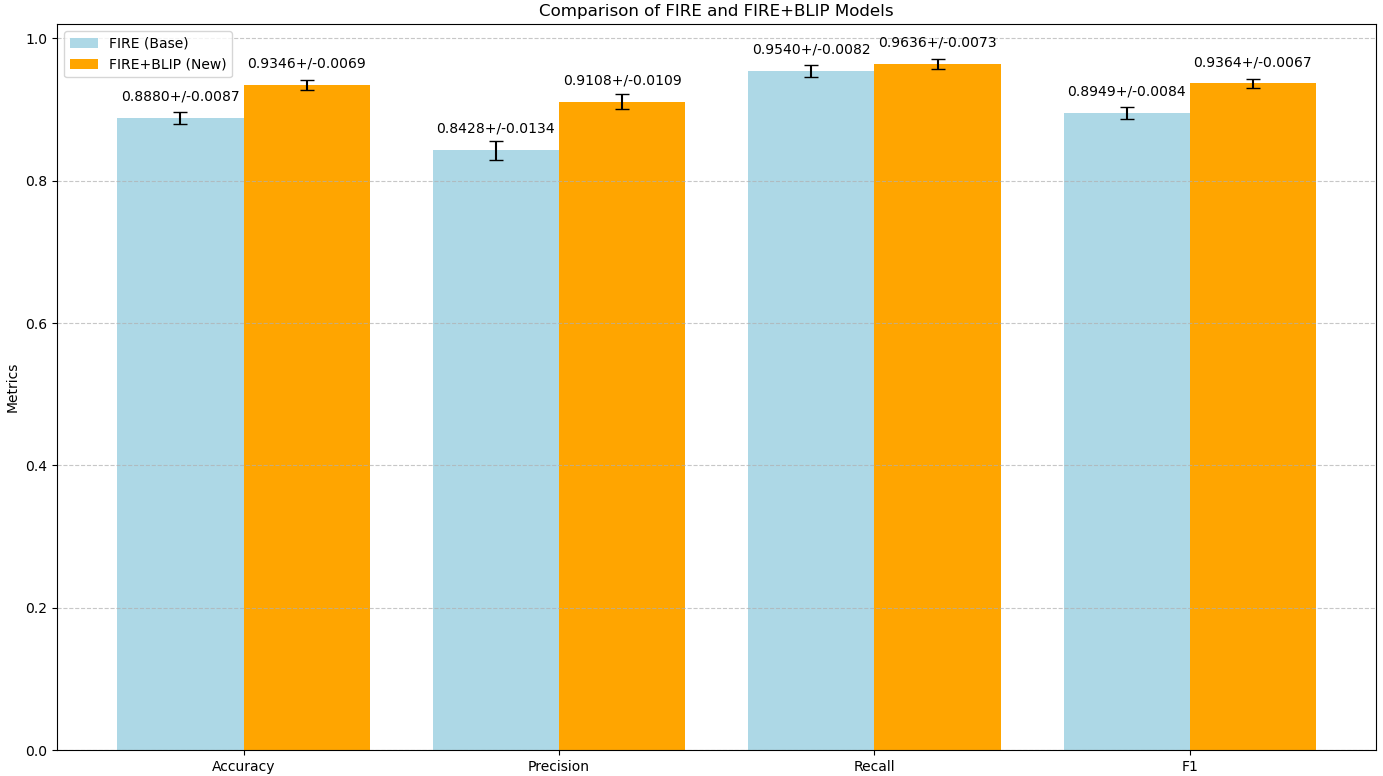 Comparison of FIRE and FIRE+BLIP Models
FIRE (Base)
FIRE+BLIP (New)
0.8880+/-0.0087
0.9346+/-0.0069
0.8428+/-0.0134
0.9108+/-0.0109
0.9540+/-0.0082
0.9636+/-0.0073
0.8949+/-0.0084
0.9364+/-0.0067
Metrics
1.0
0.8
0.6
0.4
0.2
0.0
Accuracy
Precision
Recall
F1